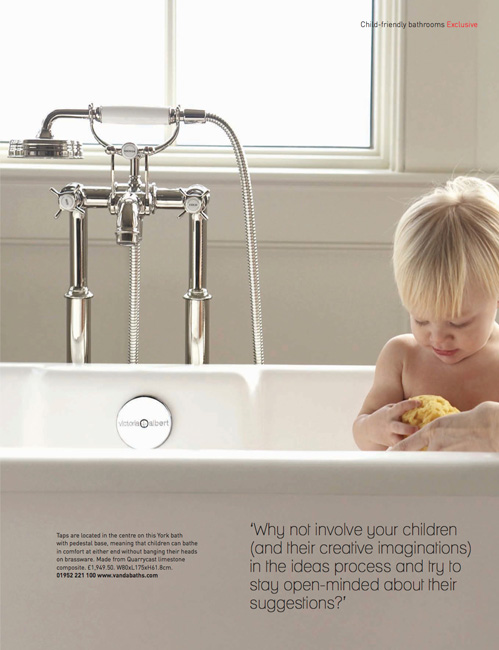 Child-friendly bathrooms Exclusive
victoria + albert
Taps are located in the centre on this York bath
with pedestal base, meaning that children can bathe
in comfort at either end without banging their heads
on brassware. Made from Quarrycast limestone
composite. £1,949.50. W80xL175xH61.8cm.
01952 221 100 www.vandabaths.com
‘Why not involve your children
(and their creative imaginations)
in the ideas process and try to
stay open-minded about their
suggestions?’